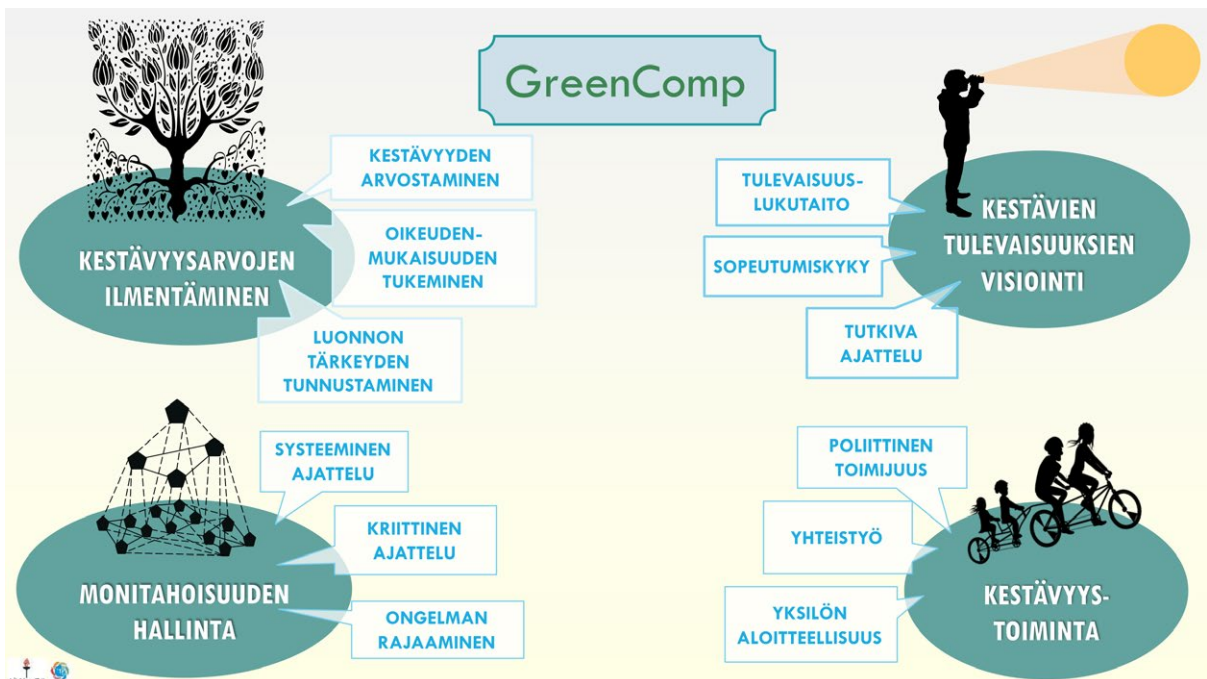 GreenComp
KESTÄVYYDEN
ARVOSTAMINEN
OIKEUDEN-
MUKAISUUDEN
TUKEMINEN
LUONNON
TÄRKEYDEN
TUNNUSTAMINEN
KESTÄVYYSARVOJEN
ILMENTÄMINEN
TULEVAISUUS-
LUKUTAITO
SOPEUTUMISKYKY
TUTKIVA
AJATTELU
KESTÄVIEN
TULEVAISUUKSIEN
VISIOINTI
SYSTEEMINEN
AJATTELU
KRIITTINEN
AJATTELU
ONGELMAN
RAJAAMINEN
MONITAHOISUUDEN
HALLINTA
POLIITTINEN
TOIMIJUUS
YHTEISTYÖ
YKSILÖN
ALOITTEELLISUUS
KESTÄVYYS-
TOIMINTA